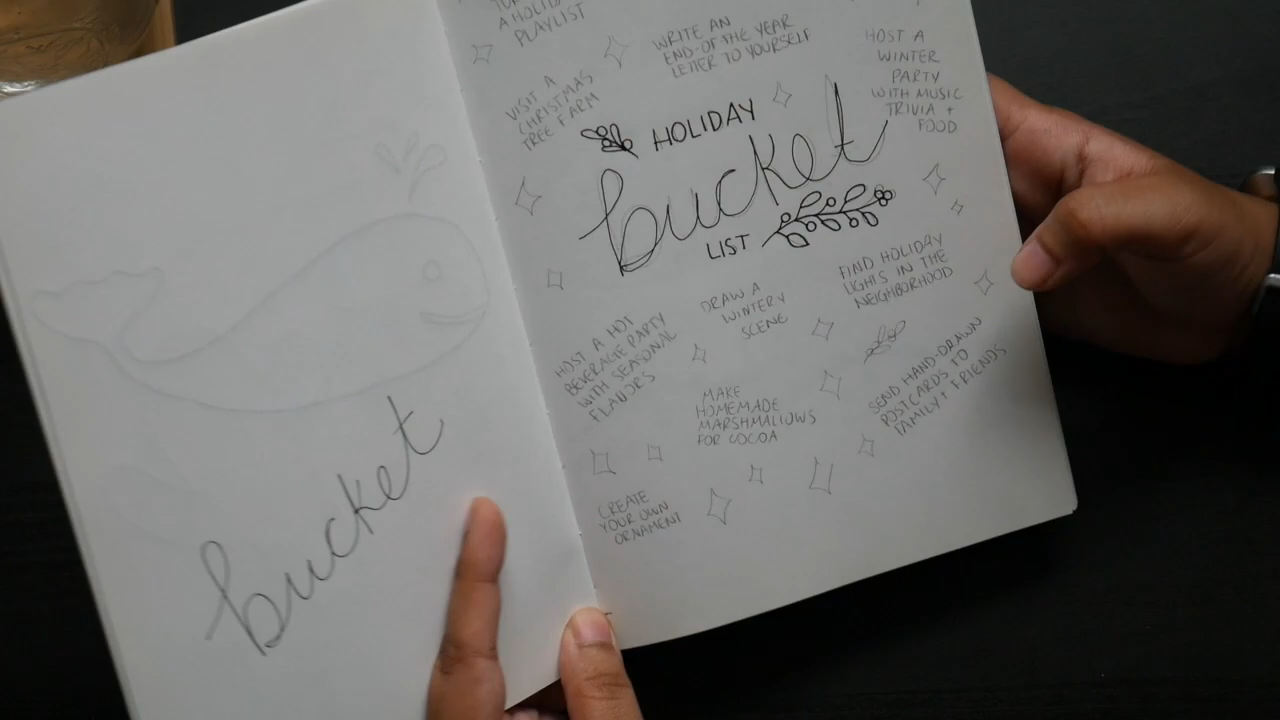 bucket
A HOLIDAY
PLAYLIST
WRITE AN
END-OF THE YEAR
LETTER TO YOURSELF
HOST A
WINTER
PARTY
WITH MUSIC
TRIVIA +
FOOD
VISIT A
CHRISTMAS
TREE FARM
HOLIDAY
bucket
LIST
FIND HOLIDAY
LIGHTS IN THE
NEIGHBORHOOD
DRAW A
WINTERY
SCENE
HOST A HOT
BEVERAGE PARTY
WITH SEASONAL
FLAVORS
SEND HAND-DRAWN
POSTCARDS TO
FAMILY + FRIENDS
MAKE
HOMEMADE
MARSHMALLOWS
FOR COCOA
CREATE
YOUR OWN
ORNAMENT